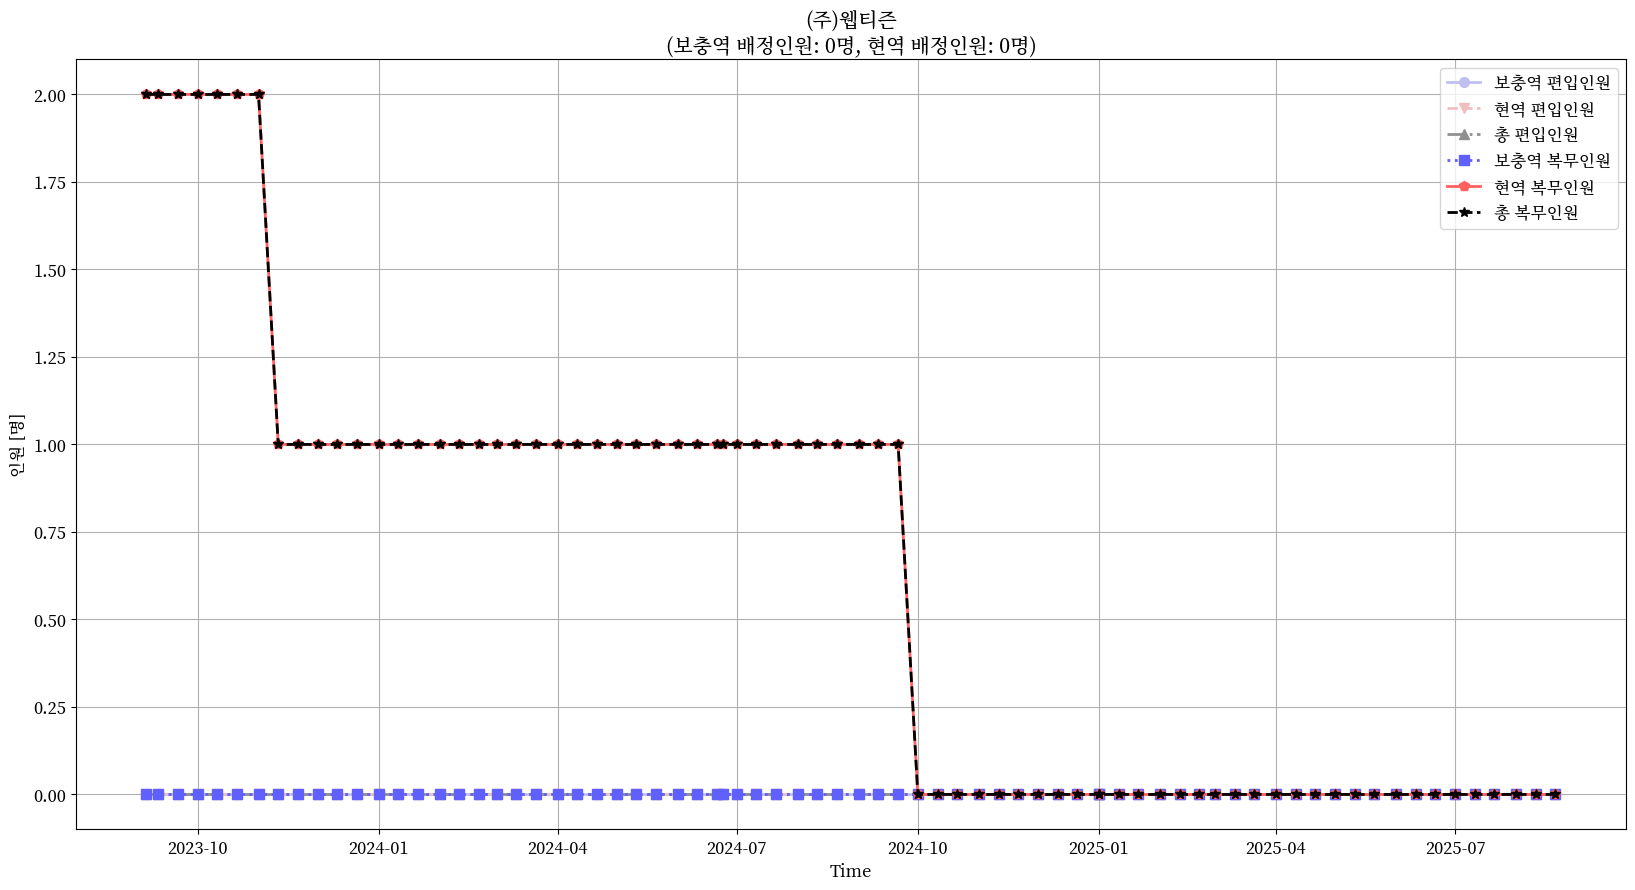 (주)웹티즌
(보충역 배정인원: 0명, 현역 배정인원: 0명)
보충역 편입인원
현역 편입인원
총 편입인원
보충역 복무인원
현역 복무인원
총 복무인원
인원 [명]
2.00
1.75
1.50
1.25
1.00
0.75
0.50
0.25
0.00
2023-10 2024-01 2024-04 2024-07 2024-10 2025-01 2025-04 2025-07
Time